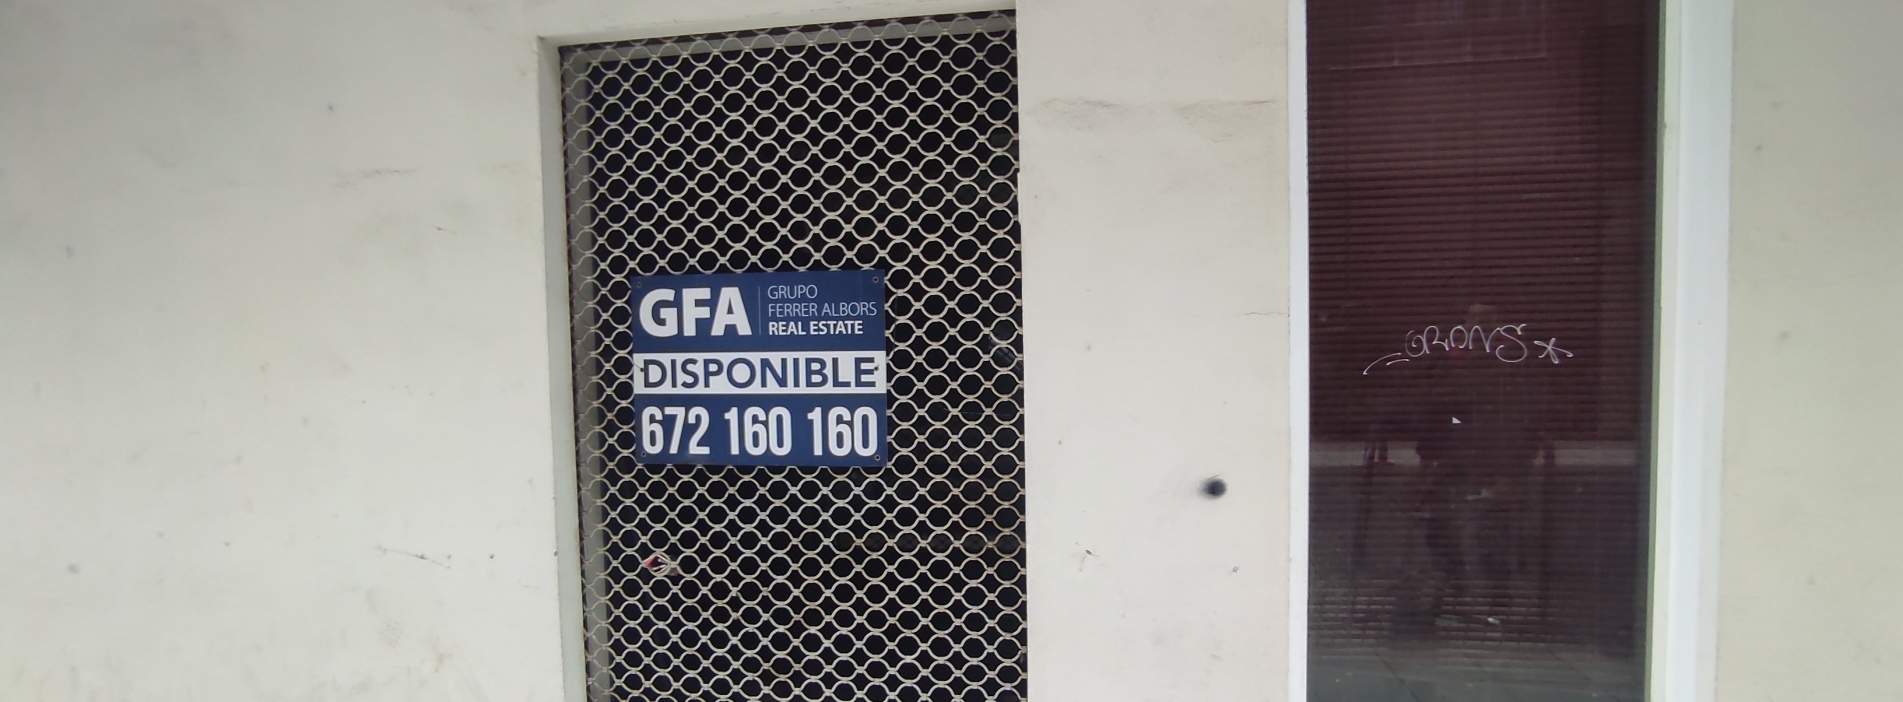 GFA
GRUPO
FERRER ALBORS
REAL ESTATE
DISPONIBLE
672 160 160